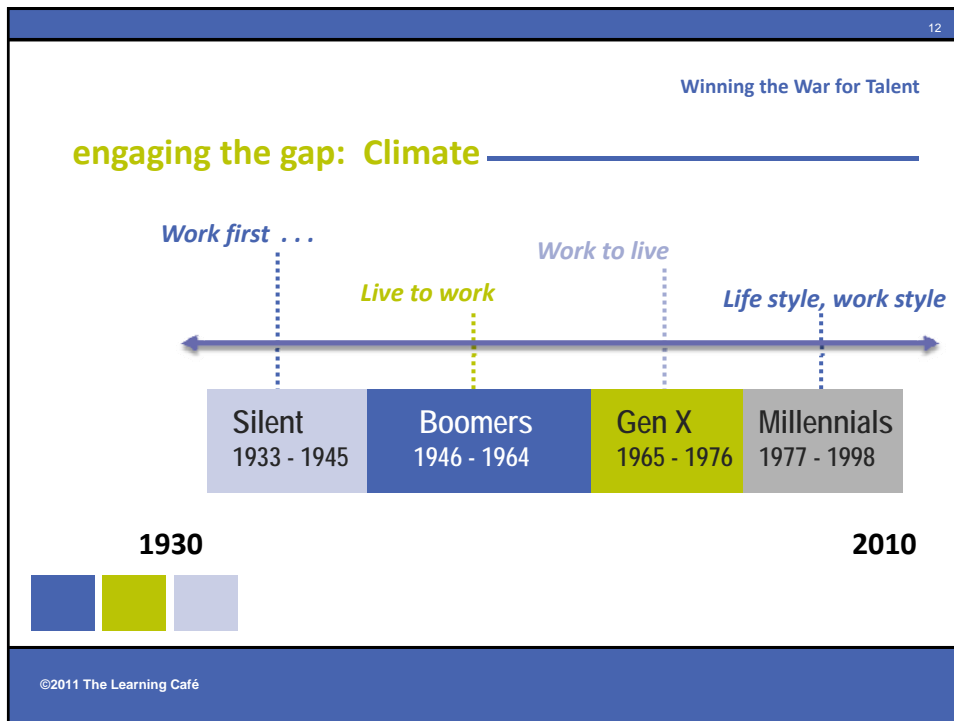 12
Winning the War for Talent
engaging the gap:  Climate
Work first  . . .
Work to live
Live to work
Life style, work style
Silent
1933 - 1945
Boomers
1946 - 1964
Gen X
1965 - 1976
Millennials
1977 - 1998
1930
2010
©2011 The Learning Café